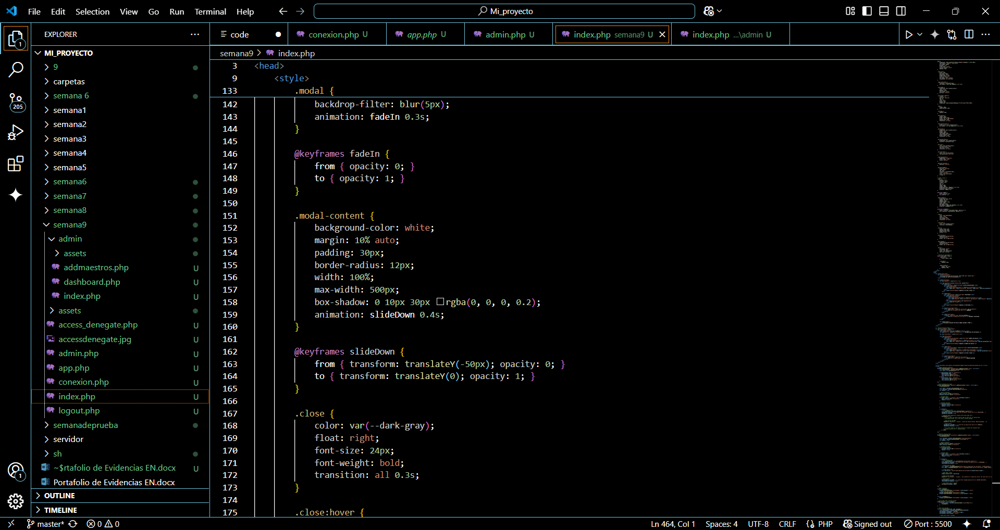 File Edit Selection View Go Run Terminal Help
Mi_proyecto
EXPLORER
code
conexion.php U
app.php U
admin.php U
index.php semana9 U
index.php ...\admin U
semana9 > index.php
MI_PROYECTO
9
carpetas
semana 6
semana1
semana2
semana3
semana4
semana5
semana6
semana7
semana8
semana9
admin
assets
addmaestros.php U
dashboard.php U
index.php U
assets
access_denegate.php U
accessdenegate.jpg U
admin.php U
app.php U
conexion.php U
index.php U
logout.php U
semanadeprueba
servidor
sh
~$rtafolio de Evidencias EN.docx U
Portafolio de Evidencias EN.docx
OUTLINE
TIMELINE
1
205
1
3 <head>
9 <style>
133 .modal {
142 backdrop-filter: blur(5px);
143 animation: fadeIn 0.3s;
144 }
145
146 @keyframes fadeIn {
147 from { opacity: 0; }
148 to { opacity: 1; }
149 }
150
151 .modal-content {
152 background-color: white;
153 margin: 10% auto;
154 padding: 30px;
155 border-radius: 12px;
156 width: 100%;
157 max-width: 500px;
158 box-shadow: 0 10px 30px rgba(0, 0, 0, 0.2);
159 animation: slideDown 0.4s;
160 }
161
162 @keyframes slideDown {
163 from { transform: translateY(-50px); opacity: 0; }
164 to { transform: translateY(0); opacity: 1; }
165 }
166
167 .close {
168 color: var(--dark-gray);
169 float: right;
170 font-size: 24px;
171 font-weight: bold;
172 transition: all 0.3s;
173 }
174
175 .close:hover {
master* 0 0
Ln 464, Col 1 Spaces: 4 UTF-8 CRLF {} PHP Signed out Port : 5500